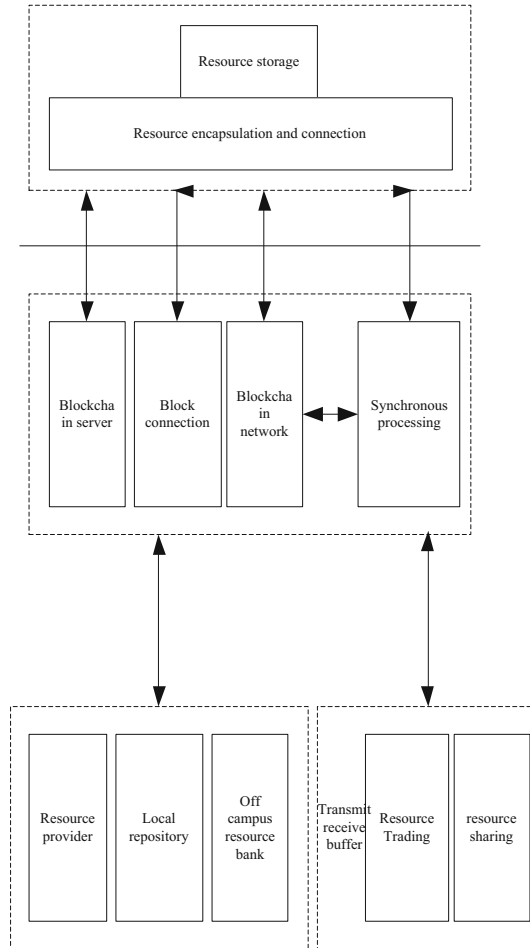 Resource storage
Resource encapsulation and connection
Blockcha
in server
Block
connection
Blockcha
in
network
Synchronous
processing
Resource
provider
Local
repository
Off
campus
resource
bank
Transmit
receive
buffer
Resource
Trading
resource
sharing